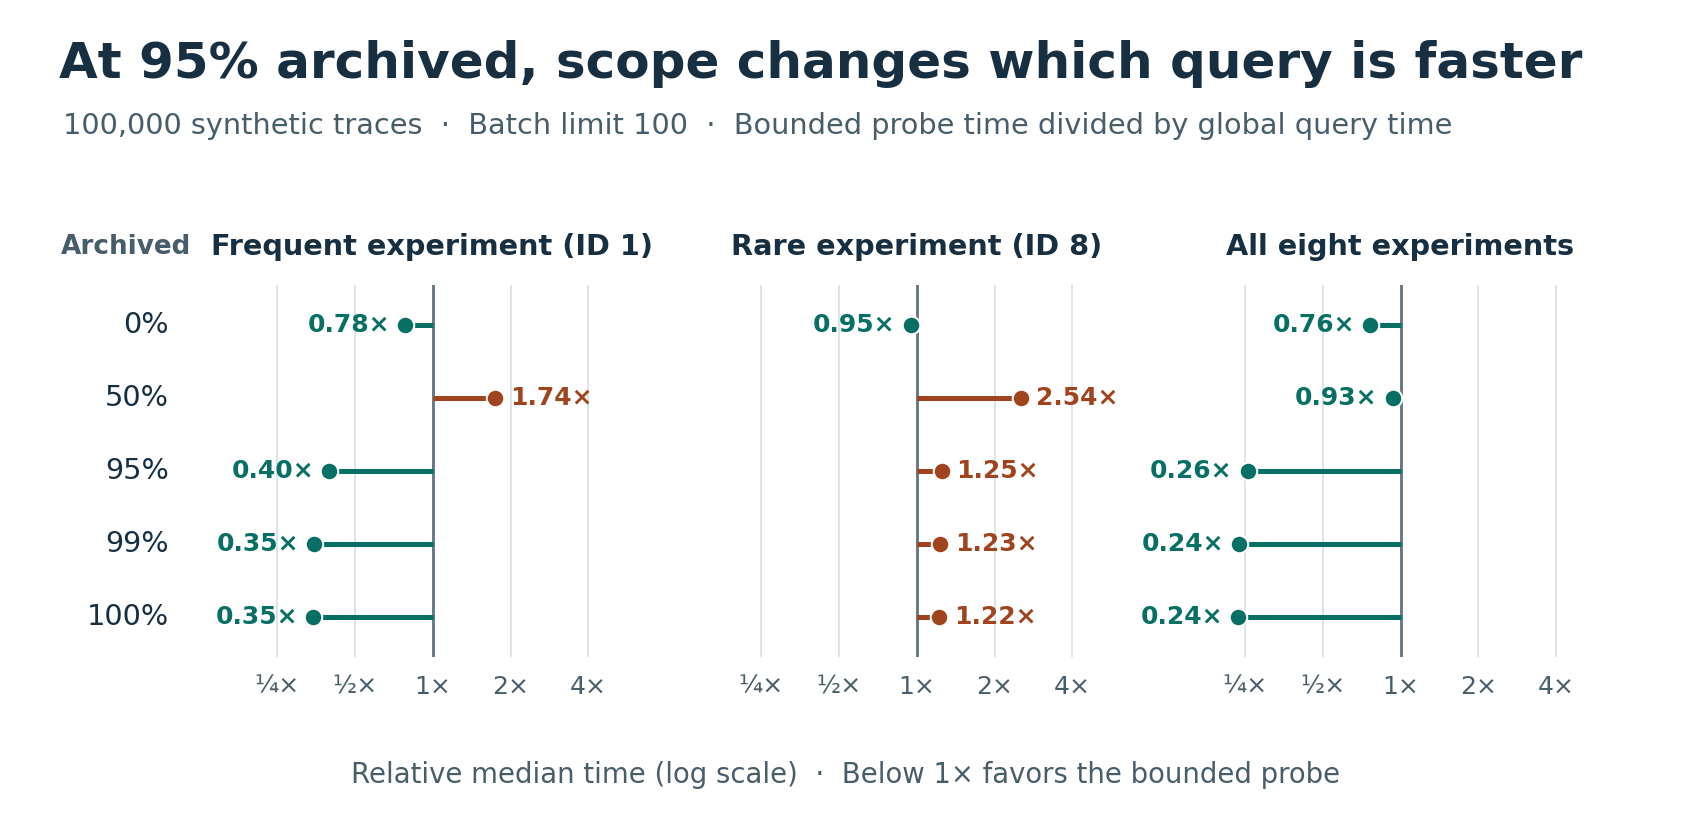 At 95% archived, scope changes which query is faster
100,000 synthetic traces · Batch limit 100 · Bounded probe time divided by global query time
Archived Frequent experiment (ID 1) Rare experiment (ID 8) All eight experiments
0% 0.78× 0.95× 0.76×
50% 1.74× 2.54× 0.93×
95% 0.40× 1.25× 0.26×
99% 0.35× 1.23× 0.24×
100% 0.35× 1.22× 0.24×
¼× ½× 1× 2× 4× ¼× ½× 1× 2× 4× ¼× ½× 1× 2× 4×
Relative median time (log scale) · Below 1× favors the bounded probe